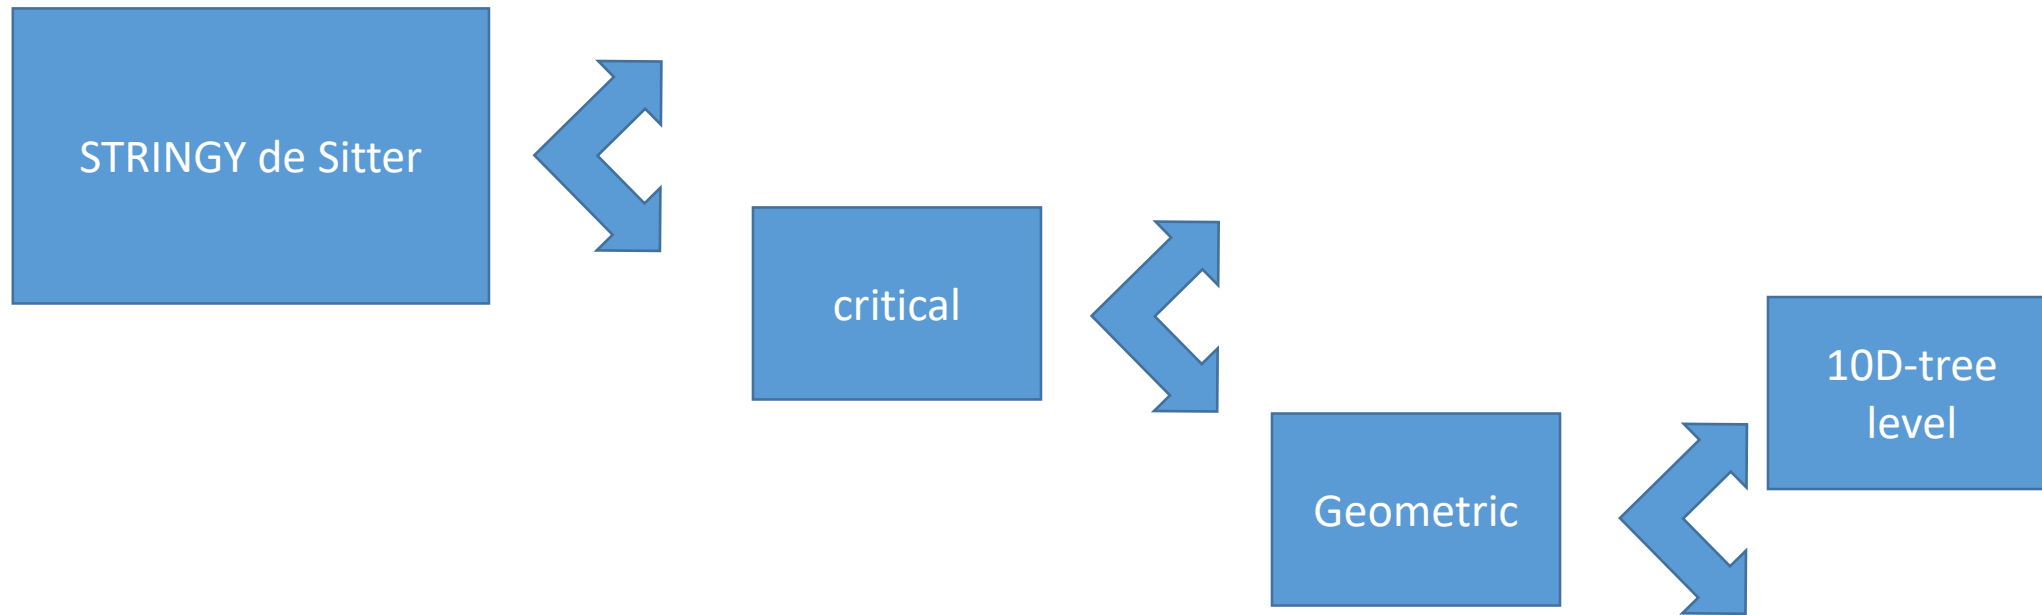 STRINGY de Sitter
critical
Geometric
10D-tree
level